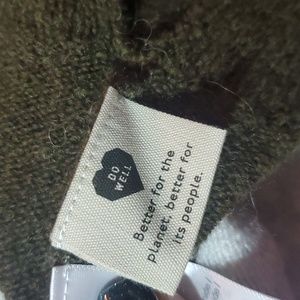 DO
WELL
Better for the
planet, better for
its people.